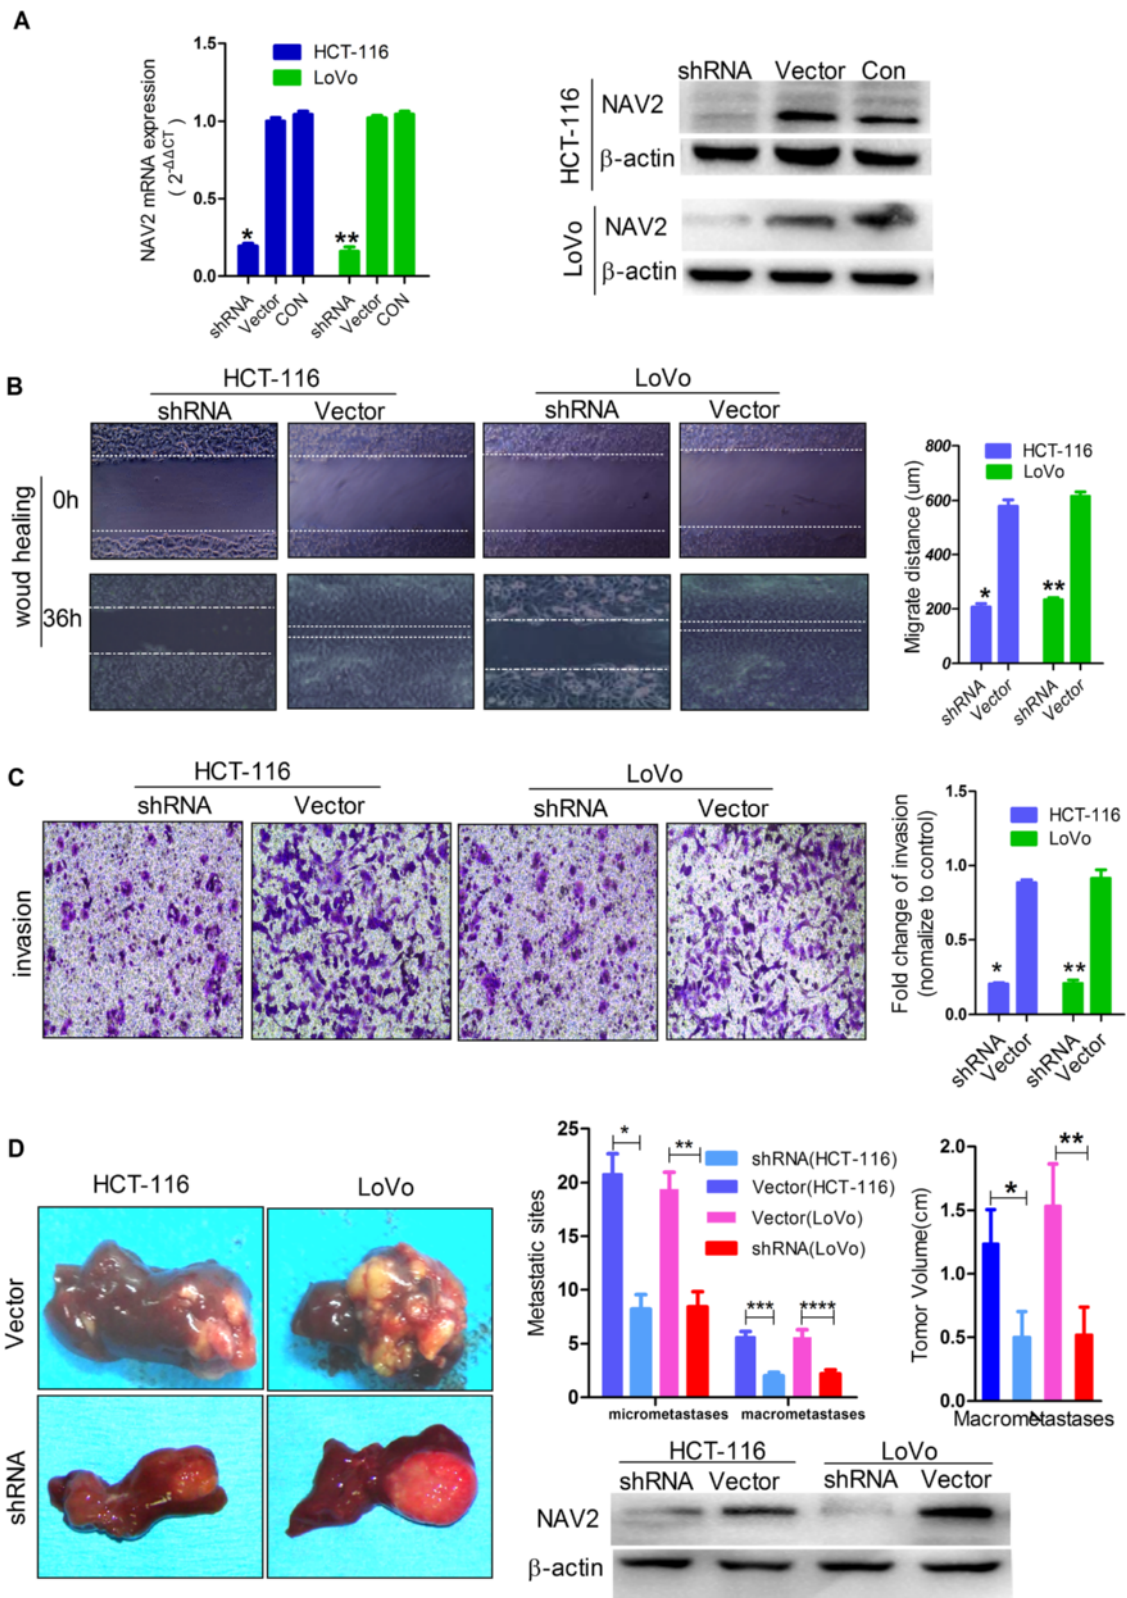 A
1.5
1.0
0.5
0.0
NAV2 mRNA expression
( 2-ΔΔCT )
HCT-116
LoVo
*
**
shRNA
Vector
CON
shRNA
Vector
CON
shRNA Vector Con
HCT-116
NAV2
β-actin
LoVo
NAV2
β-actin
B
HCT-116
LoVo
shRNA Vector shRNA Vector
woud healing
0h
36h
Migrate distance (um)
800
600
400
200
0
HCT-116
LoVo
*
**
shRNA
Vector
shRNA
Vector
C
HCT-116
LoVo
shRNA Vector shRNA Vector
invasion
Fold change of invasion
(nomalize to control)
1.5
1.0
0.5
0.0
HCT-116
LoVo
*
**
shRNA
Vector
shRNA
Vector
D
HCT-116 LoVo
Vector
shRNA
Metastatic sites
25
20
15
10
5
0
*
**
***
****
shRNA(HCT-116)
Vector(HCT-116)
Vector(LoVo)
shRNA(LoVo)
micrometastases macrometastases
Tomor Volume(cm)
2.0
1.5
1.0
0.5
0.0
*
**
Macrometastases
HCT-116 LoVo
shRNA Vector shRNA Vector
NAV2
β-actin